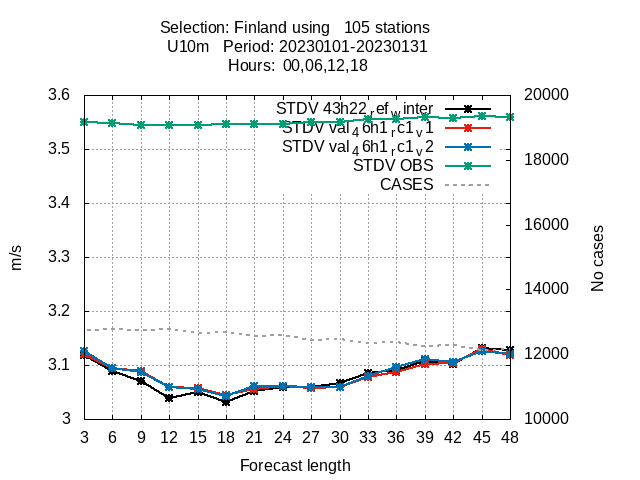 Selection: Finland using 105 stations
U10m Period: 20230101-20230131
Hours: 00,06,12,18
STDV 43h22_ref_winter
STDV val_46h1_rc1_v1
STDV val_46h1_rc1_v2
STDV OBS
CASES
3.6
3.5
3.4
3.3
3.2
3.1
3
20000
18000
16000
14000
12000
10000
m/s
No cases
3 6 9 12 15 18 21 24 27 30 33 36 39 42 45 48
Forecast length